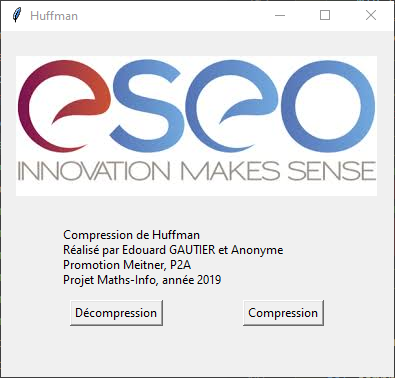 Huffman
eseo
INNOVATION MAKES SENSE
Compression de Huffman
Réalisé par Edouard GAUTIER et Anonyme
Promotion Meitner, P2A
Projet Maths-Info, année 2019
Décompression Compression